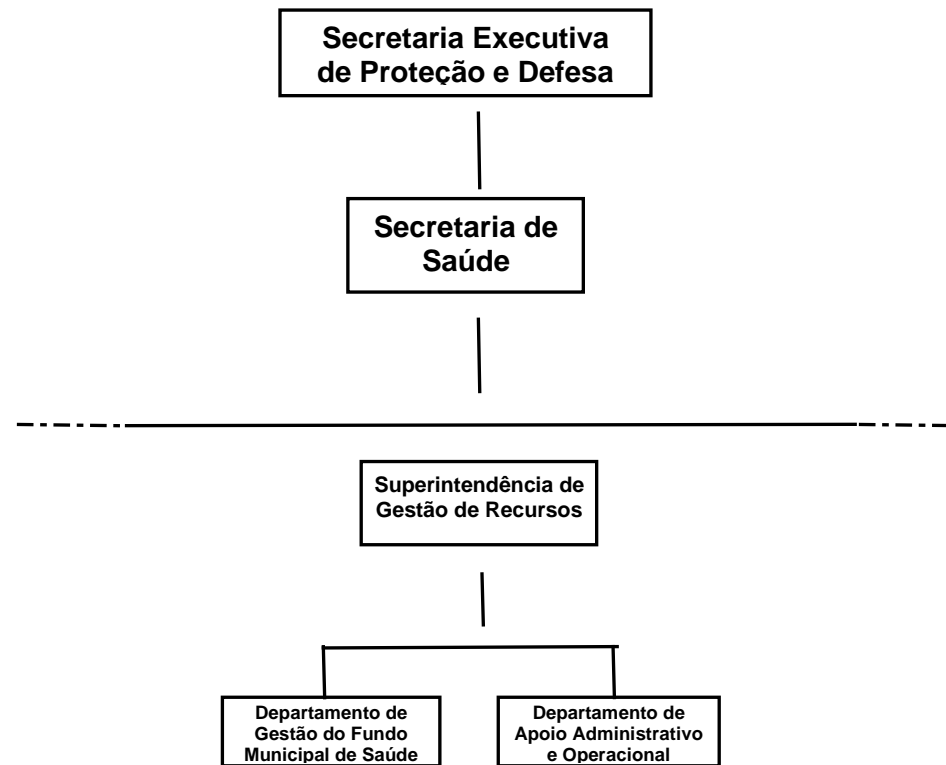 Secretaria Executiva
de Proteção e Defesa
Secretaria de
Saúde
Superintendência de
Gestão de Recursos
Departamento de
Gestão do Fundo
Municipal de Saúde
Departamento de
Apoio Administrativo
e Operacional